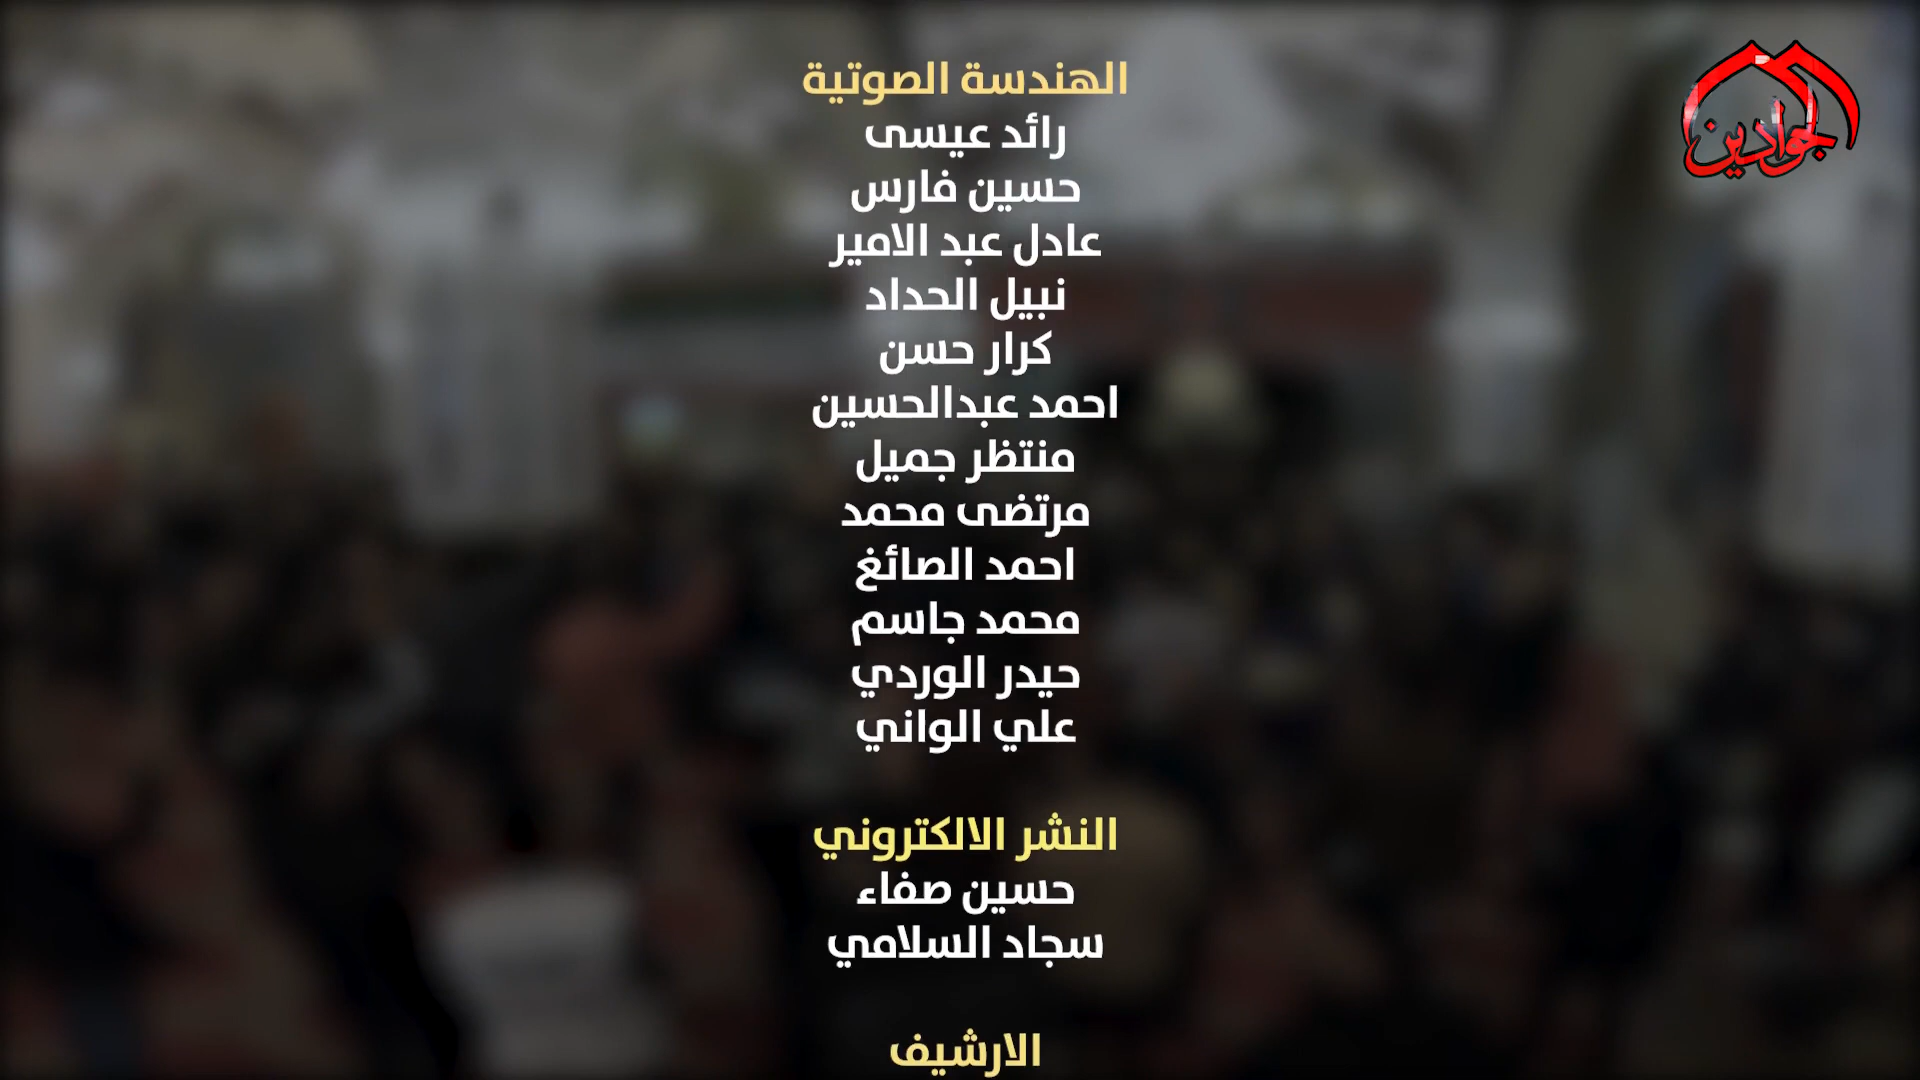 الجوادين
الهندسة الصوتية
رائد عيسى
حسين فارس
عادل عبد الامير
نبيل الحداد
كرار حسن
احمد عبدالحسين
منتظر جميل
مرتضى محمد
احمد الصائغ
محمد جاسم
حيدر الوردي
علي الواني
النشر الالكتروني
حسين صفاء
سجاد السلامي
الارشيف